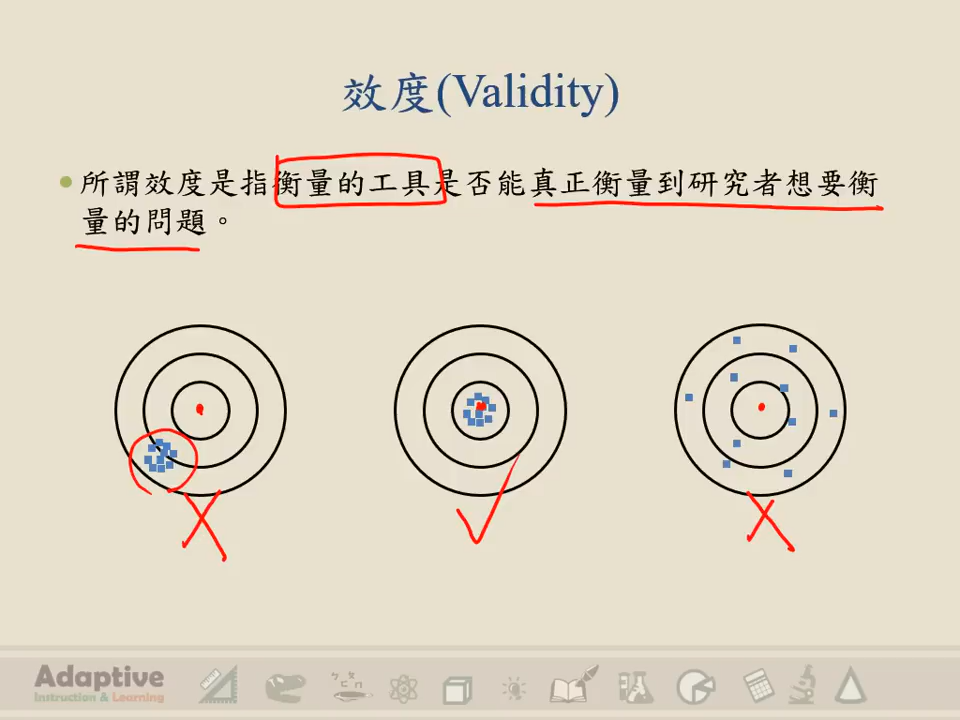 效度(Validity)
所謂效度是指衡量的工具是否能真正衡量到研究者想要衡
量的問題。
Adaptive
Instruction & Learning